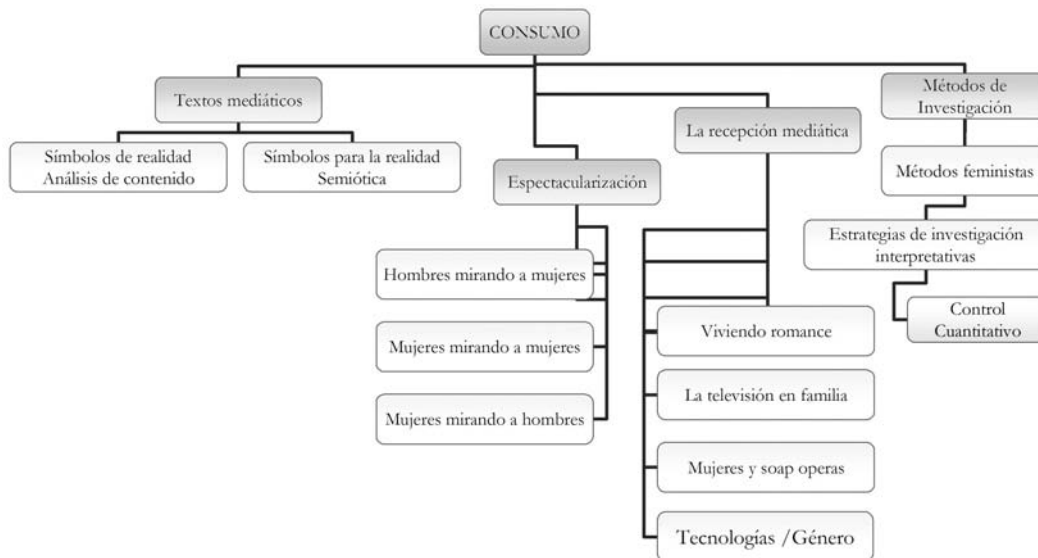 CONSUMO
Textos mediáticos
Símbolos de realidad
Análisis de contenido
Símbolos para la realidad
Semiótica
Espectacularización
Hombres mirando a mujeres
Mujeres mirando a mujeres
Mujeres mirando a hombres
La recepción mediática
Viviendo romance
La televisión en familia
Mujeres y soap operas
Tecnologías /Género
Métodos de
Investigación
Métodos feministas
Estrategias de investigación
interpretativas
Control
Cuantitativo